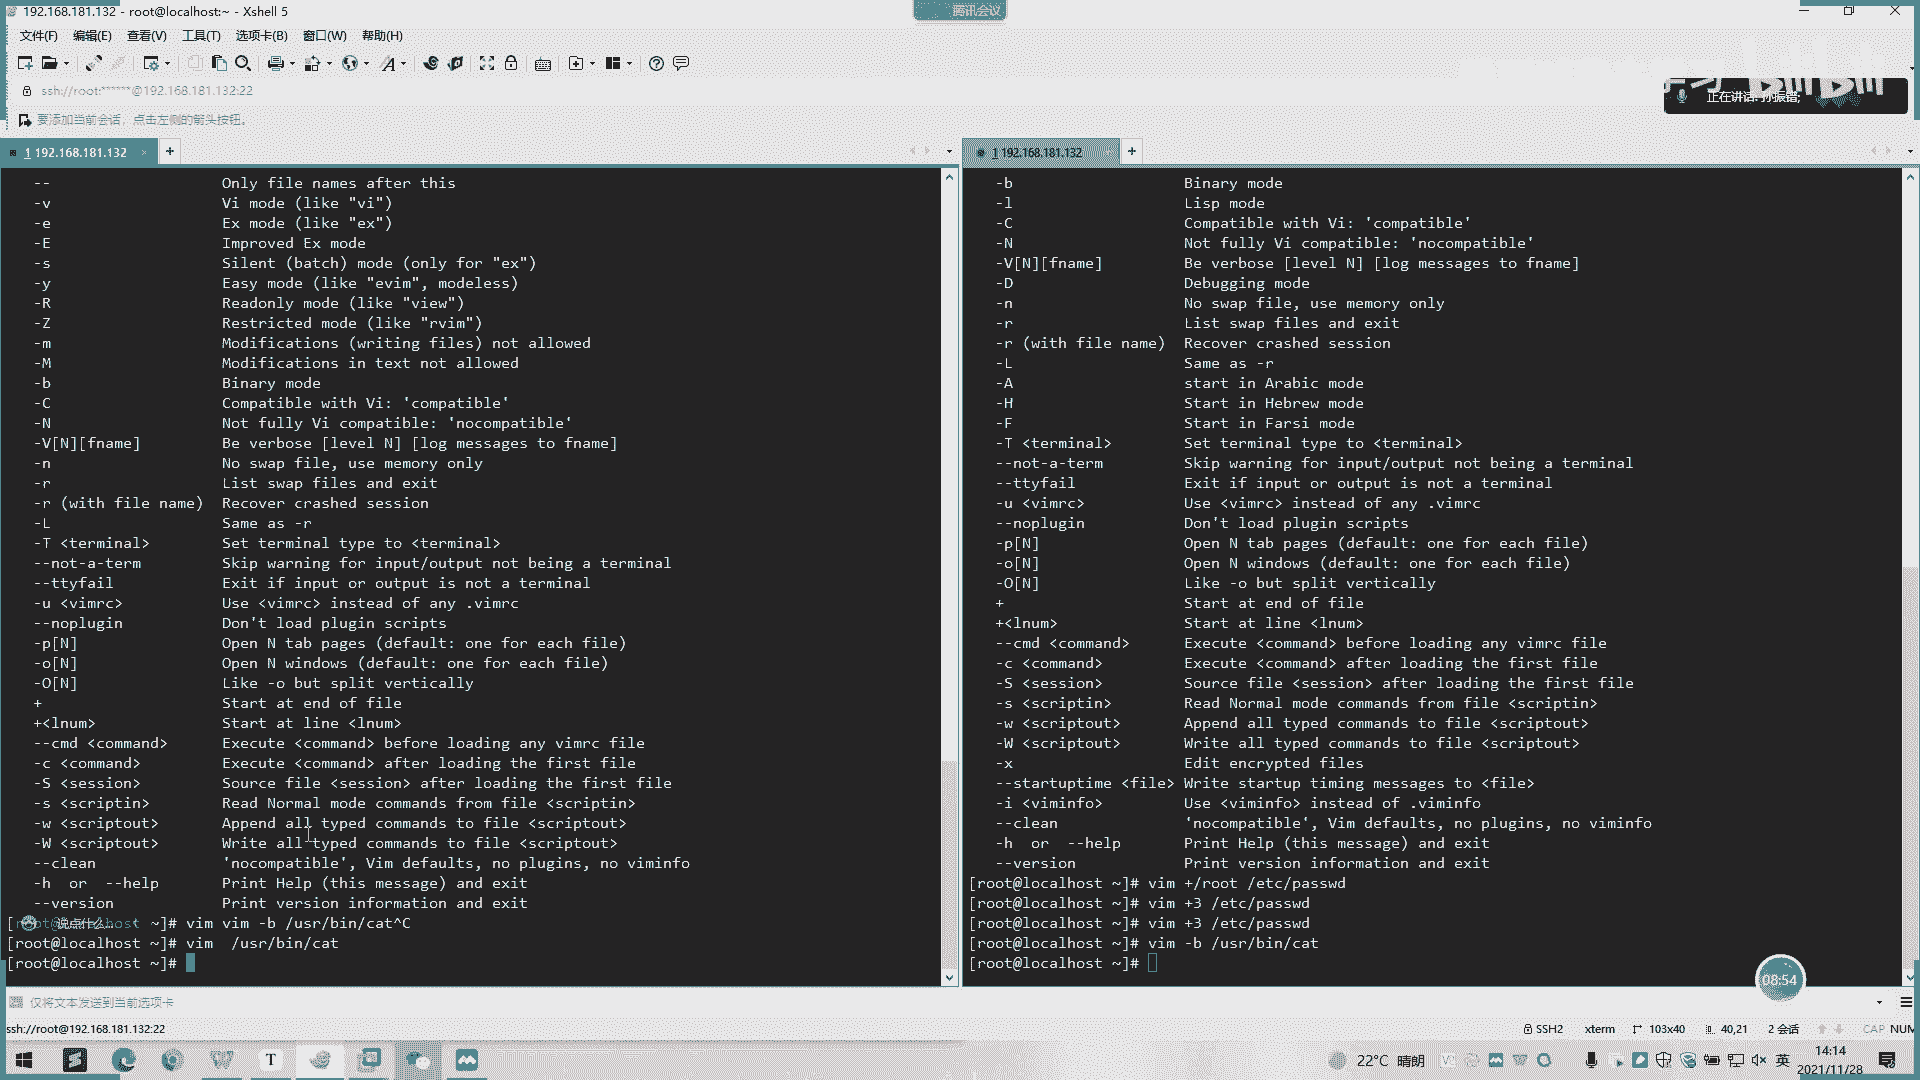 192.168.181.132 - root@localhost:~ - Xshell 5
腾讯会议
文件(F) 编辑(E) 查看(V) 工具(T) 选项卡(B) 窗口(W) 帮助(H)
ssh://root:******@192.168.181.132:22
正在讲话:
要添加当前会话，点击左侧的箭头按钮。
1 192.168.181.132
--                  Only file names after this
-v                  Vi mode (like "vi")
-e                  Ex mode (like "ex")
-E                  Improved Ex mode
-s                  Silent (batch) mode (only for "ex")
-y                  Easy mode (like "evim", modeless)
-R                  Readonly mode (like "view")
-Z                  Restricted mode (like "rvim")
-m                  Modifications (writing files) not allowed
-M                  Modifications in text not allowed
-b                  Binary mode
-C                  Compatible with Vi: 'compatible'
-N                  Not fully Vi compatible: 'nocompatible'
-V[N][fname]        Be verbose [level N] [log messages to fname]
-n                  No swap file, use memory only
-r                  List swap files and exit
-r (with file name)  Recover crashed session
-L                  Same as -r
-T <terminal>       Set terminal type to <terminal>
--not-a-term        Skip warning for input/output not being a terminal
--ttyfail           Exit if input or output is not a terminal
-u <vimrc>          Use <vimrc> instead of any .vimrc
--noplugin          Don't load plugin scripts
-p[N]               Open N tab pages (default: one for each file)
-o[N]               Open N windows (default: one for each file)
-O[N]               Like -o but split vertically
+                   Start at end of file
+<lnum>             Start at line <lnum>
--cmd <command>     Execute <command> before loading any vimrc file
-c <command>        Execute <command> after loading the first file
-S <session>        Source file <session> after loading the first file
-s <scriptin>       Read Normal mode commands from file <scriptin>
-w <scriptout>      Append all typed commands to file <scriptout>
-W <scriptout>      Write all typed commands to file <scriptout>
--clean             'nocompatible', Vim defaults, no plugins, no viminfo
-h  or  --help      Print Help (this message) and exit
--version           Print version information and exit
[root@localhost ~]# vim vim -b /usr/bin/cat^C
说点什么...
[root@localhost ~]# vim  /usr/bin/cat
[root@localhost ~]#
1 192.168.181.132
-b                  Binary mode
-l                  Lisp mode
-C                  Compatible with Vi: 'compatible'
-N                  Not fully Vi compatible: 'nocompatible'
-V[N][fname]        Be verbose [level N] [log messages to fname]
-D                  Debugging mode
-n                  No swap file, use memory only
-r                  List swap files and exit
-r (with file name)  Recover crashed session
-L                  Same as -r
-A                  start in Arabic mode
-H                  Start in Hebrew mode
-F                  Start in Farsi mode
-T <terminal>       Set terminal type to <terminal>
--not-a-term        Skip warning for input/output not being a terminal
--ttyfail           Exit if input or output is not a terminal
-u <vimrc>          Use <vimrc> instead of any .vimrc
--noplugin          Don't load plugin scripts
-p[N]               Open N tab pages (default: one for each file)
-o[N]               Open N windows (default: one for each file)
-O[N]               Like -o but split vertically
+                   Start at end of file
+<lnum>             Start at line <lnum>
--cmd <command>     Execute <command> before loading any vimrc file
-c <command>        Execute <command> after loading the first file
-S <session>        Source file <session> after loading the first file
-s <scriptin>       Read Normal mode commands from file <scriptin>
-w <scriptout>      Append all typed commands to file <scriptout>
-W <scriptout>      Write all typed commands to file <scriptout>
-x                  Edit encrypted files
--startuptime <file> Write startup timing messages to <file>
-i <viminfo>        Use <viminfo> instead of .viminfo
--clean             'nocompatible', Vim defaults, no plugins, no viminfo
-h  or  --help      Print Help (this message) and exit
--version           Print version information and exit
[root@localhost ~]# vim +/root /etc/passwd
[root@localhost ~]# vim +3 /etc/passwd
[root@localhost ~]# vim +3 /etc/passwd
[root@localhost ~]# vim -b /usr/bin/cat
[root@localhost ~]#
08:54
仅将文本发送到当前选项卡
ssh://root@192.168.181.132:22 SSH2 xterm 103x40 40,21 2 会话 CAP NUM
22°C 晴朗 英 14:14
2021/11/28